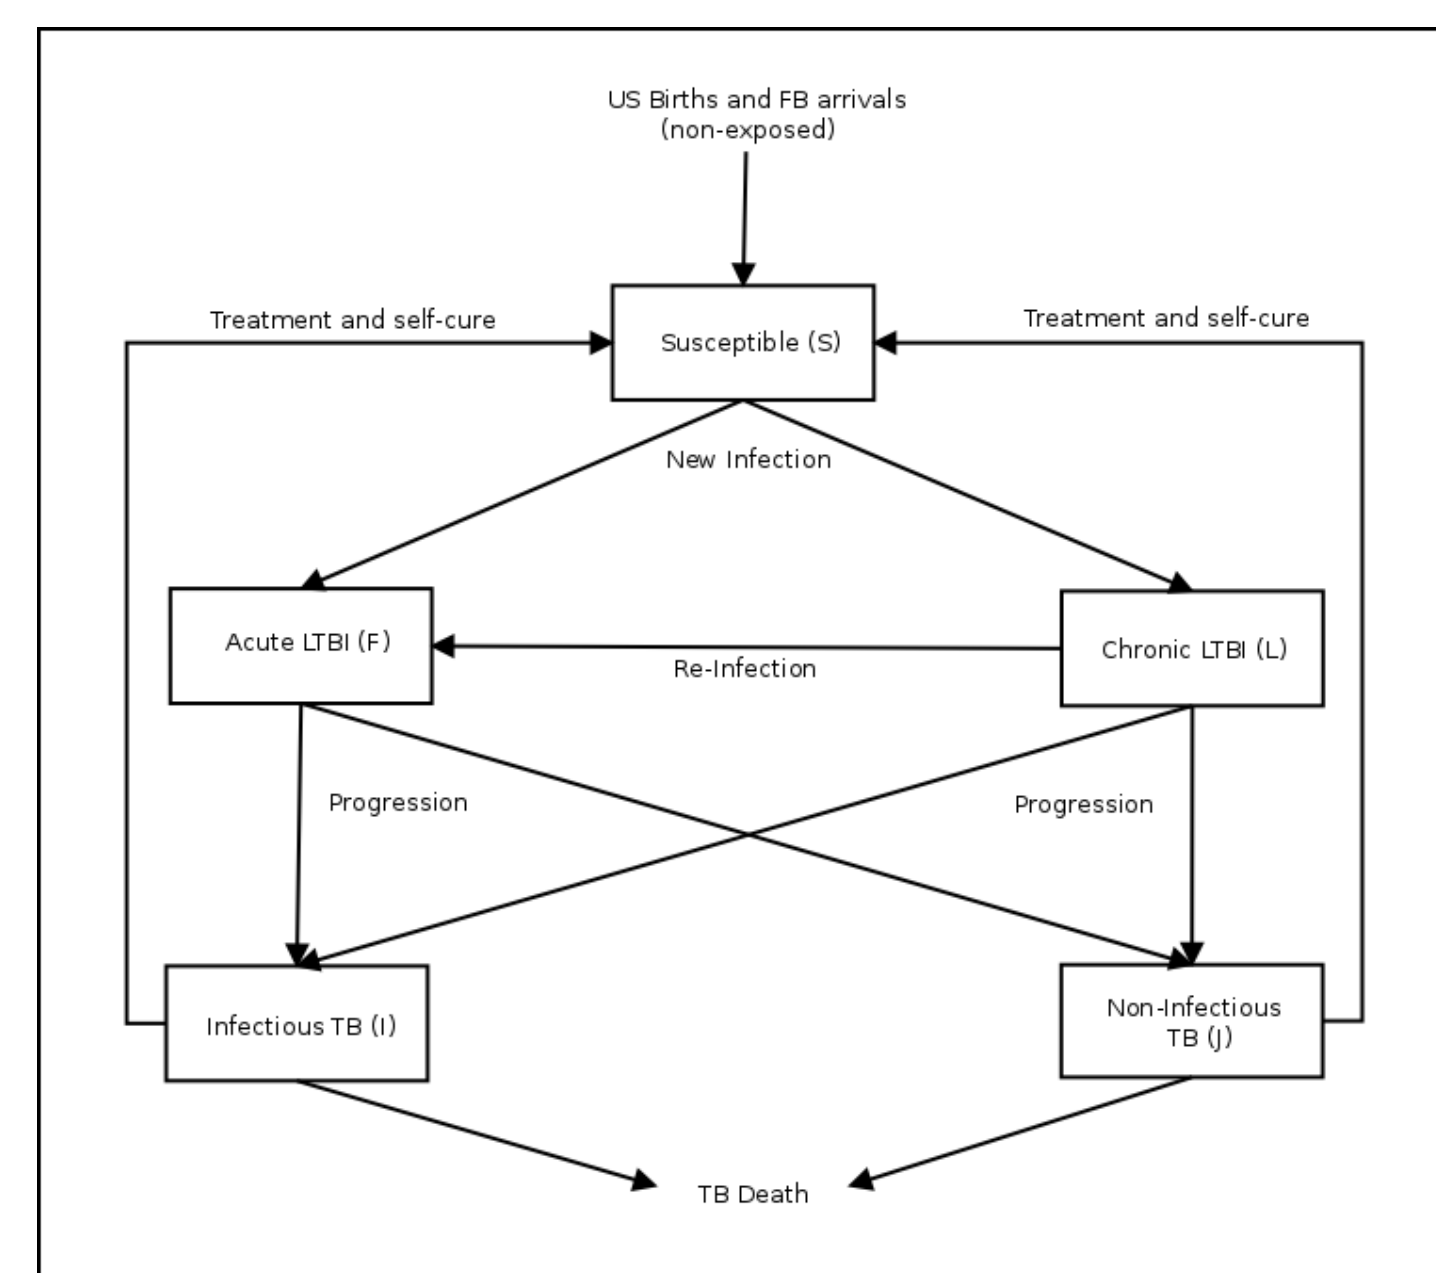 US Births and FB arrivals
(non-exposed)
Treatment and self-cure
Treatment and self-cure
Susceptible (S)
New Infection
Acute LTBI (F)
Chronic LTBI (L)
Re-Infection
Progression
Progression
Infectious TB (I)
Non-Infectious
TB (J)
TB Death